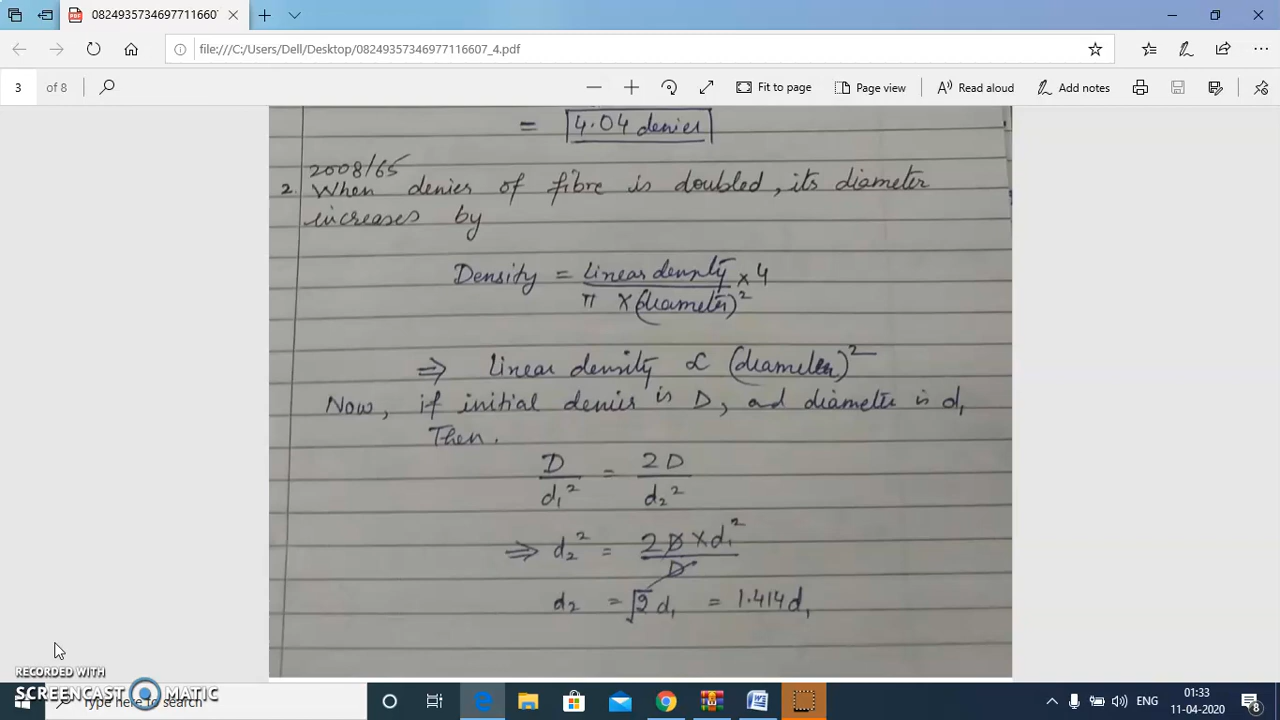 08249357346977116607
file:///C:/Users/Dell/Desktop/08249357346977116607_4.pdf
3 of 8 Fit to page Page view Read aloud Add notes
= 4.04 denier
2008/65
2. When denier of fibre is doubled, its diameter
increases by
Density = linear density / π × (diameter)² × 4
⇒ linear density ∝ (diameter)²
Now, if initial denier is D, and diameter is d₁
Then.
D / d₁² = 2D / d₂²
⇒ d₂² = 2D × d₁² / D
d₂ = √2 d₁ = 1.414 d₁
RECORDED WITH
SCREENCAST MATIC
Type here to search
ENG 01:33
11-04-2020
8